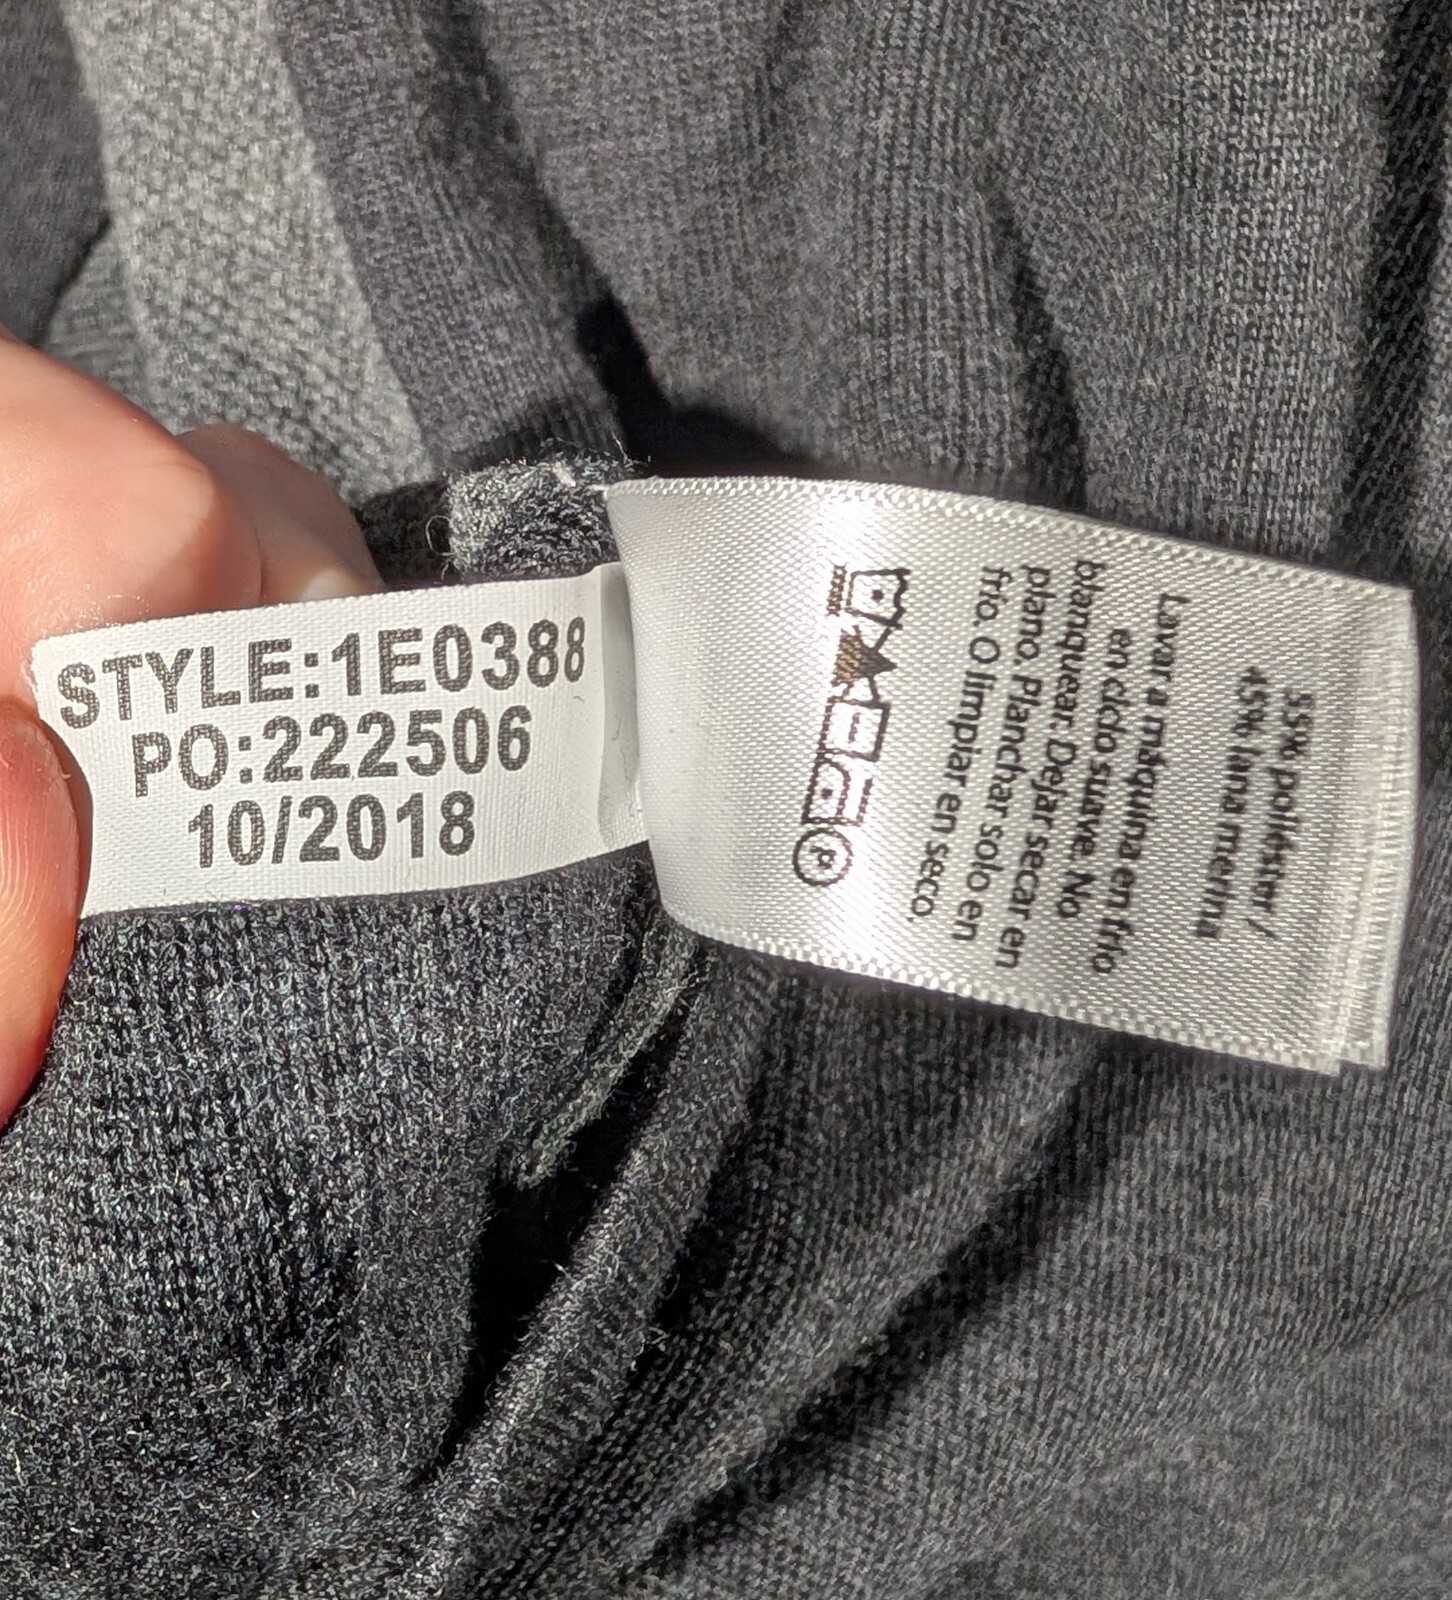 STYLE:1E0388
PO:222506
10/2018
55% poliéster /
45% lana merina
Lavar a máquina en frío
en ciclo suave. No
blanquear. Dejar secar en
plano. Planchar solo en
frío. O limpiar en seco.
P